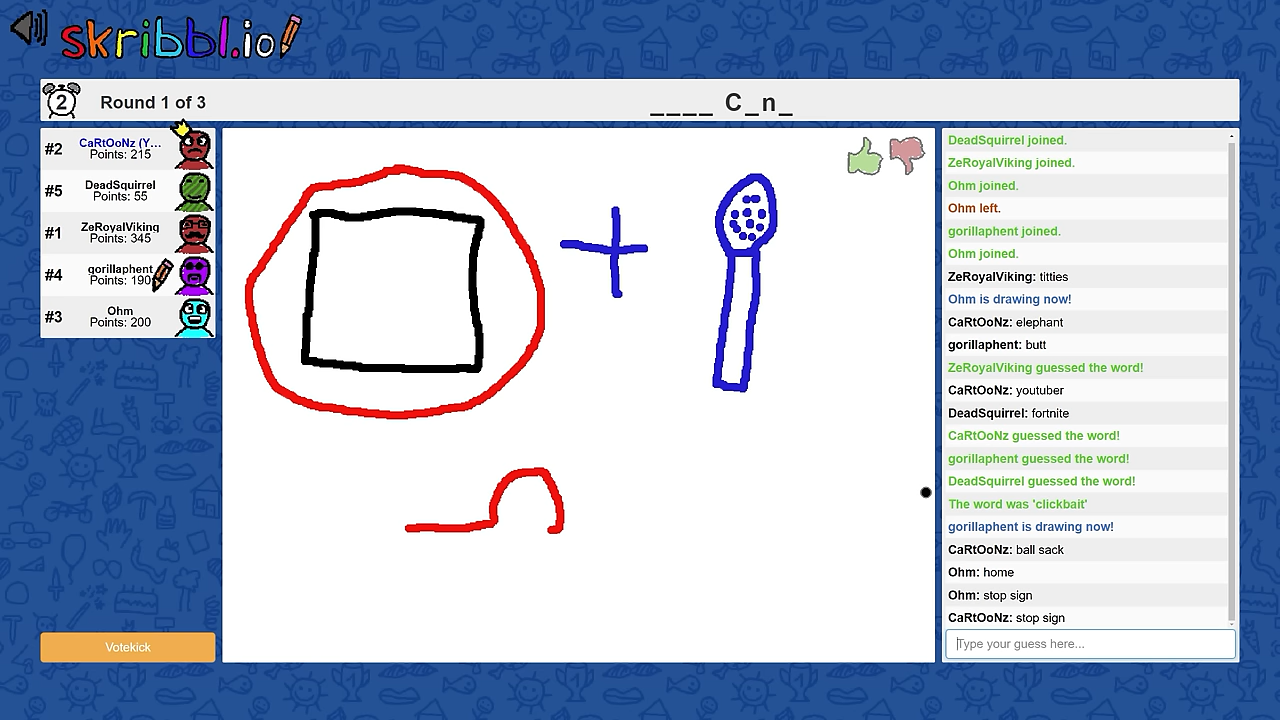 skribbl.io!
2
Round 1 of 3
____ C_n_
#2
CaRtOoNz (Y...
Points: 215
#5
DeadSquirrel
Points: 55
#1
ZeRoyalViking
Points: 345
#4
gorillaphent
Points: 190
#3
Ohm
Points: 200
Votekick
DeadSquirrel joined.
ZeRoyalViking joined.
Ohm joined.
Ohm left.
gorillaphent joined.
Ohm joined.
ZeRoyalViking: titties
Ohm is drawing now!
CaRtOoNz: elephant
gorillaphent: butt
ZeRoyalViking guessed the word!
CaRtOoNz: youtuber
DeadSquirrel: fortnite
CaRtOoNz guessed the word!
gorillaphent guessed the word!
DeadSquirrel guessed the word!
The word was 'clickbait'
gorillaphent is drawing now!
CaRtOoNz: ball sack
Ohm: home
Ohm: stop sign
CaRtOoNz: stop sign
Type your guess here...